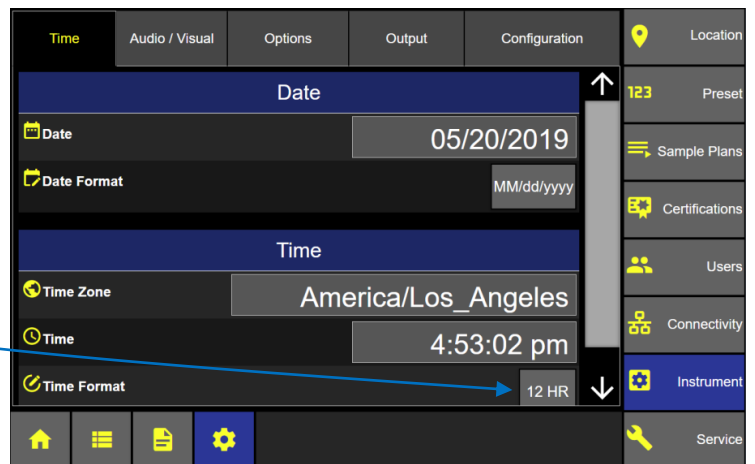 Time
Audio / Visual
Options
Output
Configuration
Date
Date
05/20/2019
Date Format
MM/dd/yyyy
Time
Time Zone
America/Los_Angeles
Time
4:53:02 pm
Time Format
12 HR
Location
123
Preset
Sample Plans
Certifications
Users
Connectivity
Instrument
Service